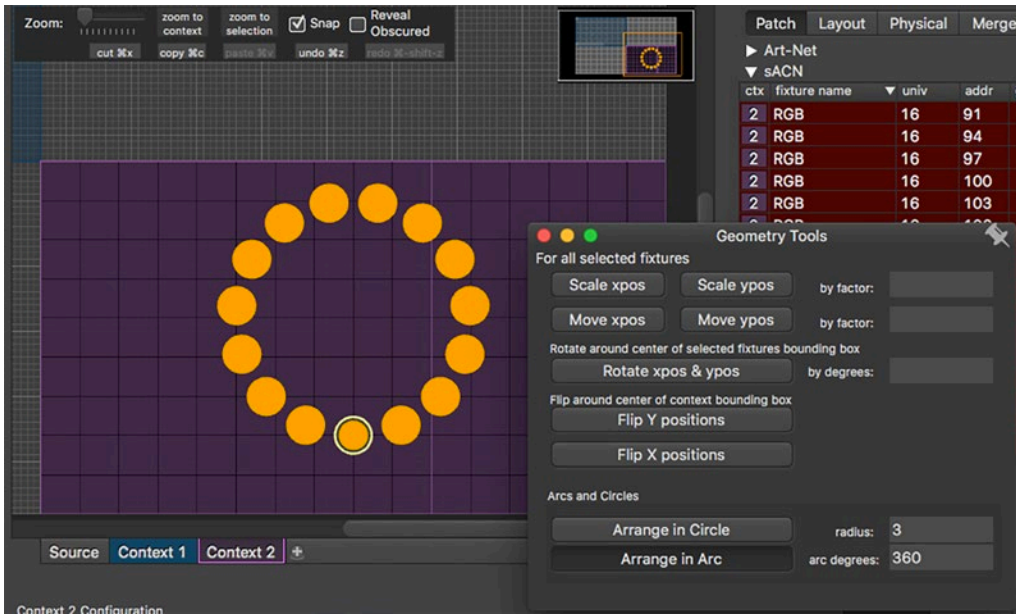 Zoom:
zoom to context
zoom to selection
Snap
Reveal Obscured
cut ⌘x
copy ⌘c
paste ⌘v
undo ⌘z
redo ⌘-shift-z
Patch Layout Physical Merge
▶ Art-Net
▼ sACN
ctx fixture name ▼ univ addr
2 RGB 16 91
2 RGB 16 94
2 RGB 16 97
2 RGB 16 100
2 RGB 16 103
Geometry Tools
For all selected fixtures
Scale xpos Scale ypos by factor:
Move xpos Move ypos by factor:
Rotate around center of selected fixtures bounding box
Rotate xpos & ypos by degrees:
Flip around center of context bounding box
Flip Y positions
Flip X positions
Arcs and Circles
Arrange in Circle radius: 3
Arrange in Arc arc degrees: 360
Source Context 1 Context 2 +
Context 2 Configuration